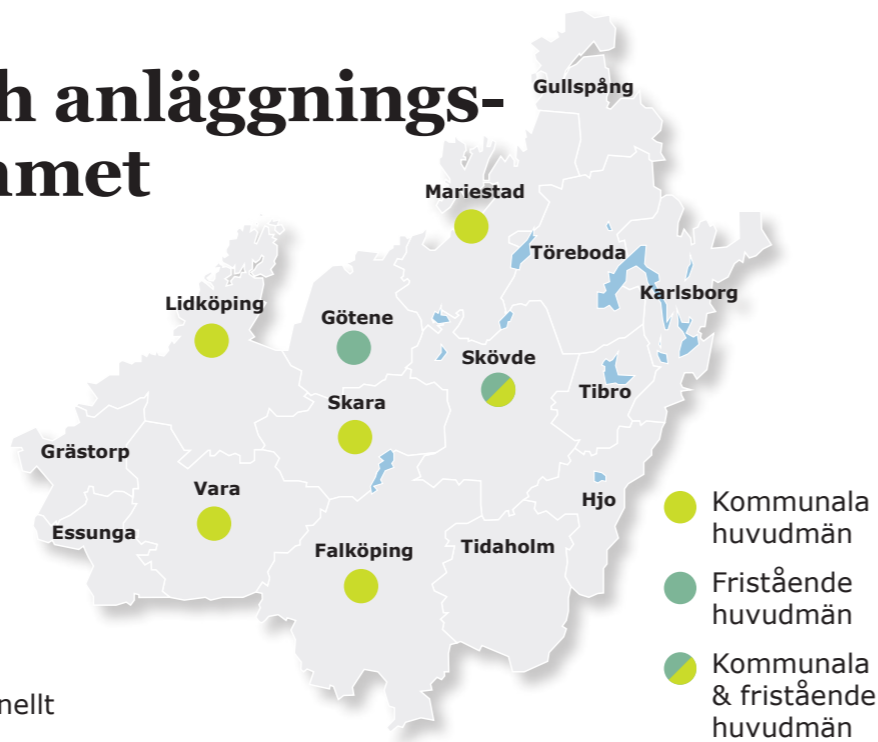 h anläggnings-
met
Gullspång
Mariestad
Töreboda
Karlsborg
Lidköping
Götene
Skövde
Tibro
Skara
Grästorp
Vara
Hjo
Essunga
Falköping
Tidaholm
Kommunala
huvudmän
Fristående
huvudmän
Kommunala
& fristående
huvudmän
nellt